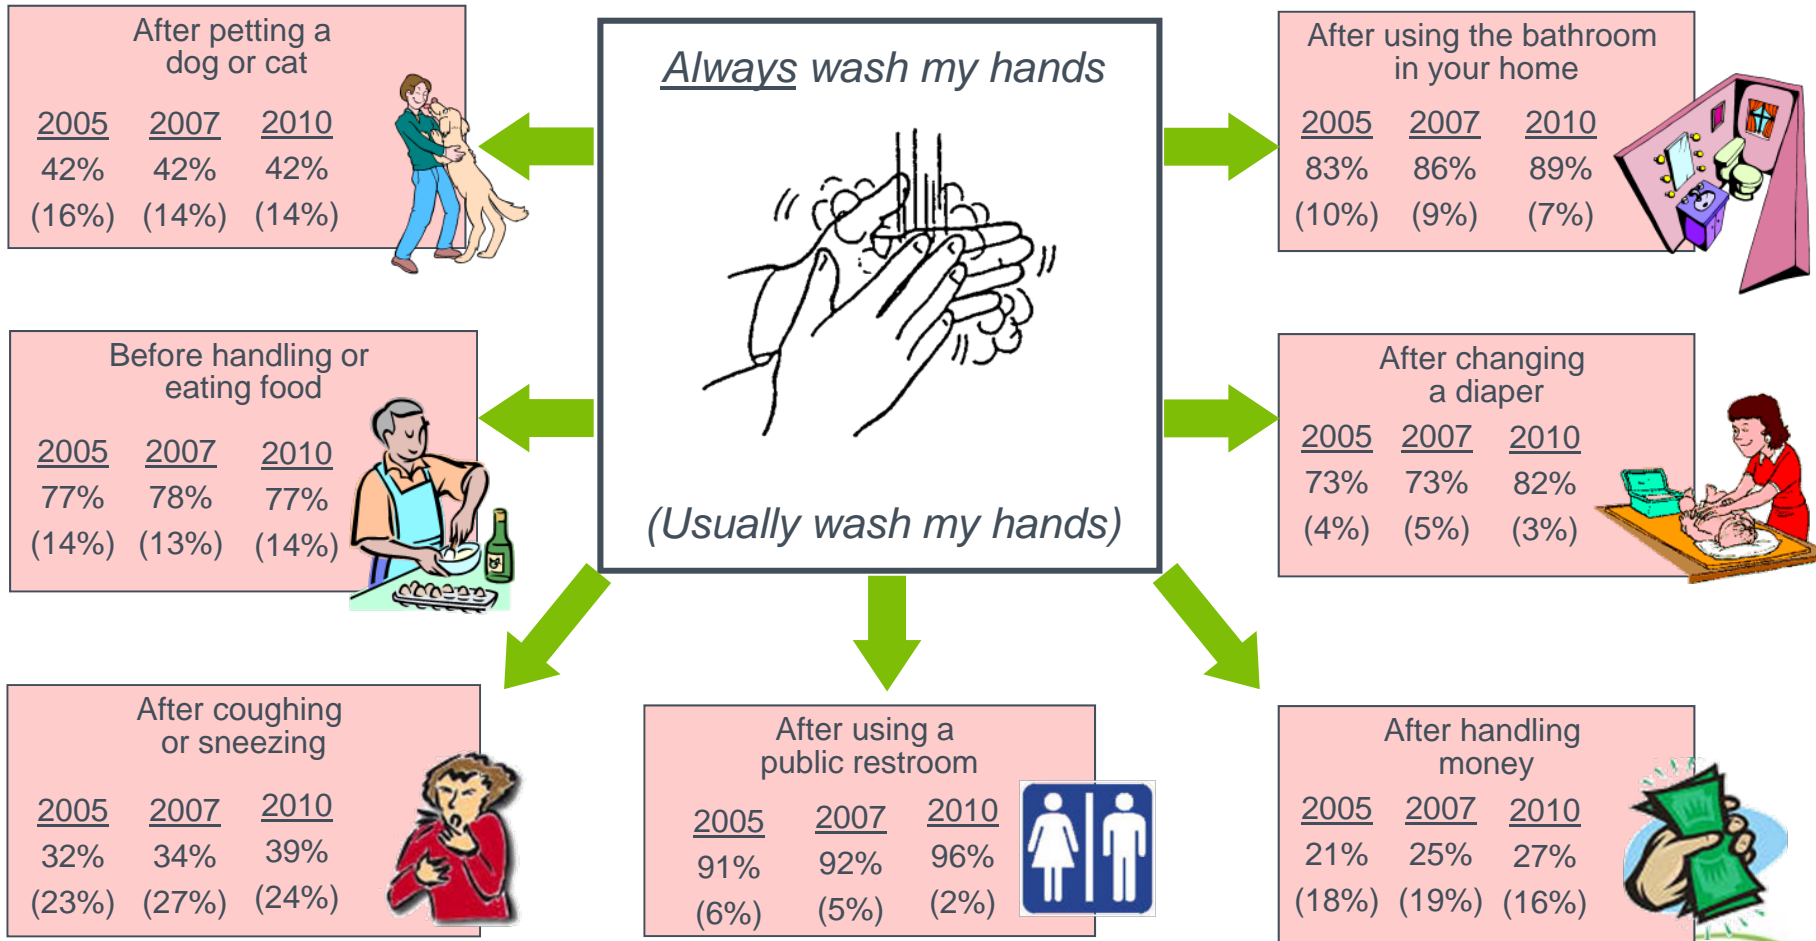 After petting a
dog or cat
2005 2007 2010
42% 42% 42%
(16%) (14%) (14%)
Always wash my hands
(Usually wash my hands)
After using the bathroom
in your home
2005 2007 2010
83% 86% 89%
(10%) (9%) (7%)
Before handling or
eating food
2005 2007 2010
77% 78% 77%
(14%) (13%) (14%)
After changing
a diaper
2005 2007 2010
73% 73% 82%
(4%) (5%) (3%)
After coughing
or sneezing
2005 2007 2010
32% 34% 39%
(23%) (27%) (24%)
After using a
public restroom
2005 2007 2010
91% 92% 96%
(6%) (5%) (2%)
After handling
money
2005 2007 2010
21% 25% 27%
(18%) (19%) (16%)